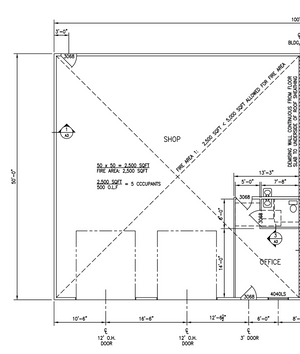 100'
BLDG.
3'-0"
3068
SHOP
FIRE AREA 1: 2,500 SQFT < 5,500 SQFT ALLOWED FOR FIRE AREA
DEMISING WALL CONTINUOUS FROM FLOOR
SLAB TO UNDERSIDE OF ROOF SHEATHING
1
A3
50 x 50 = 2,500 SQFT
FIRE AREA: 2,500 SQFT
2,500 SQFT
500 O.L.F
= 5 OCCUPANTS
50'-0"
13'-3"
5'-0"
7'-8"
3068
3068
6'-0"
14'-0"
OFFICE
3068
4040LS
10'-6"
16'-6"
6'-0"
8'-
12' O.H.
DOOR
12' O.H.
DOOR
3' DOOR